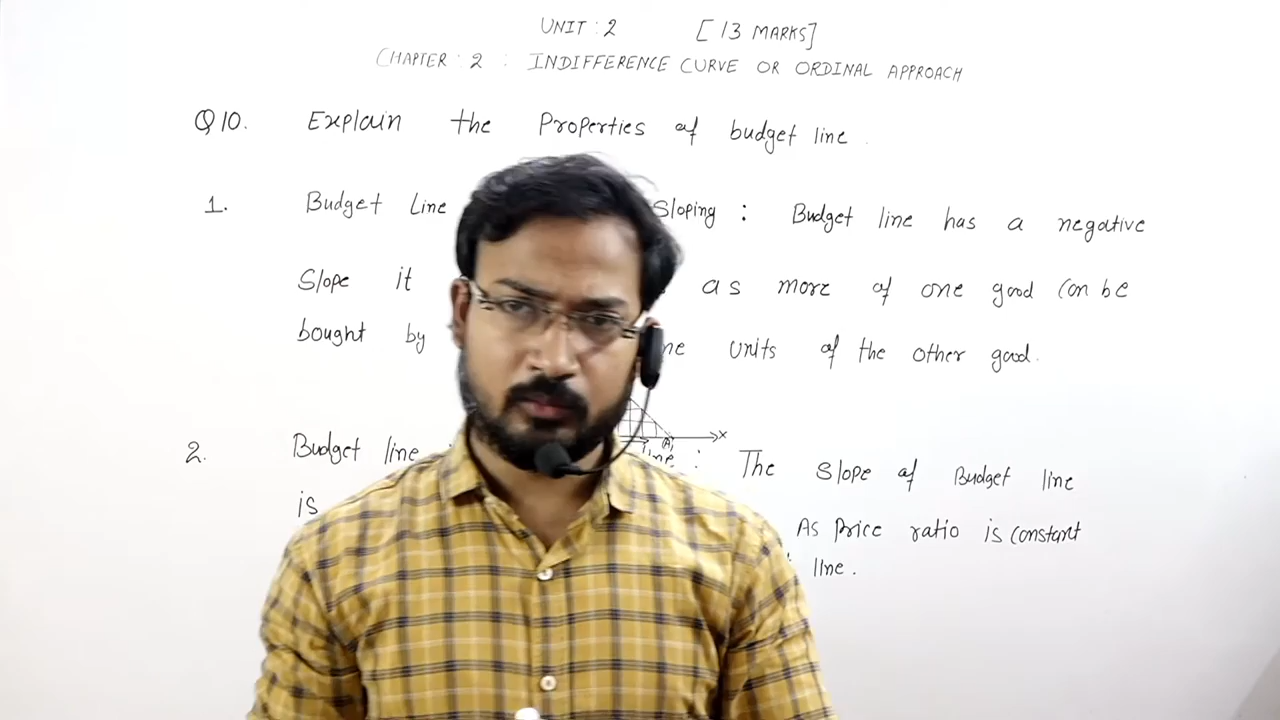 UNIT : 2 [ 13 MARKS]
CHAPTER : 2 : INDIFFERENCE CURVE OR ORDINAL APPROACH
Q10. Explain the Properties of budget line.
1. Budget Line Sloping : Budget line has a negative
Slope it as more of one good can be
bought by units of the other good.
X
2. Budget line line : The Slope of Budget line
is As Price ratio is constant
line.